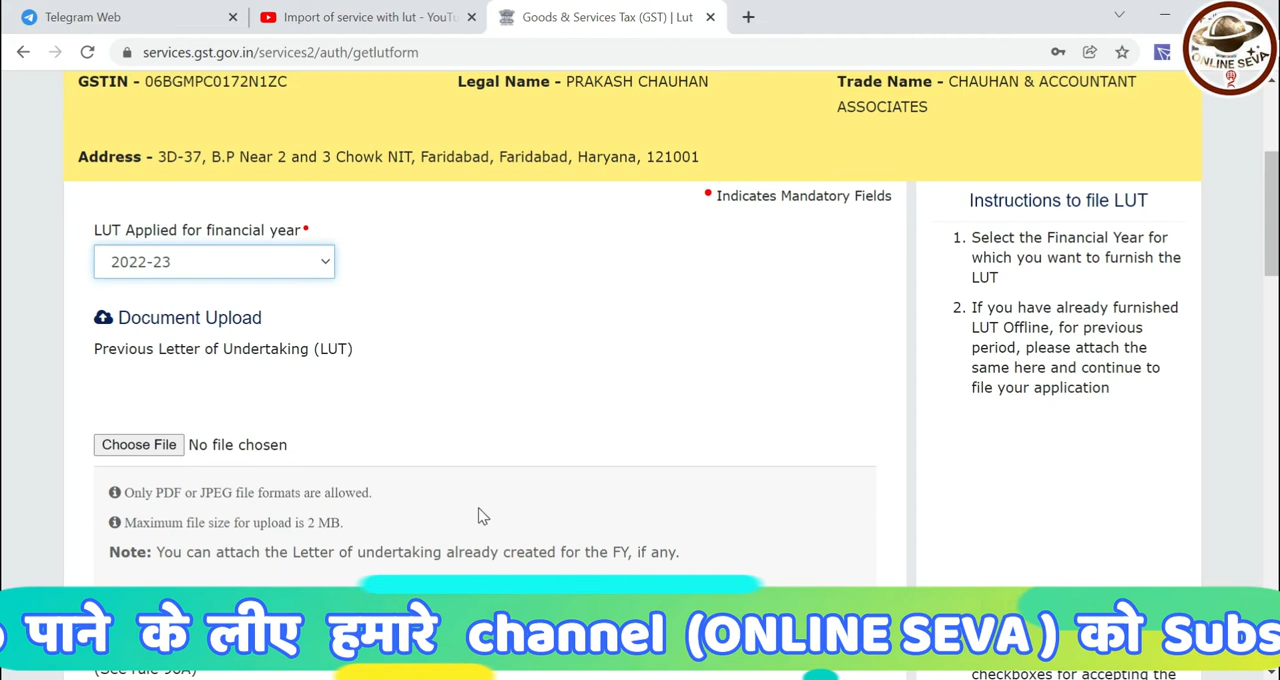 Telegram Web
Import of service with lut - YouTu
Goods & Services Tax (GST) | Lut
services.gst.gov.in/services2/auth/getlutform
ONLINE SEVA
GSTIN - 06BGMPC0172N1ZC
Legal Name - PRAKASH CHAUHAN
Trade Name - CHAUHAN & ACCOUNTANT
ASSOCIATES
Address - 3D-37, B.P Near 2 and 3 Chowk NIT, Faridabad, Faridabad, Haryana, 121001
• Indicates Mandatory Fields
LUT Applied for financial year•
2022-23
Document Upload
Previous Letter of Undertaking (LUT)
Choose File No file chosen
Only PDF or JPEG file formats are allowed.
Maximum file size for upload is 2 MB.
Note: You can attach the Letter of undertaking already created for the FY, if any.
Instructions to file LUT
1. Select the Financial Year for
which you want to furnish the
LUT
2. If you have already furnished
LUT Offline, for previous
period, please attach the
same here and continue to
file your application
पाने के लीए हमारे channel (ONLINE SEVA) को Subs
(See rule 96A)
checkboxes for accepting the